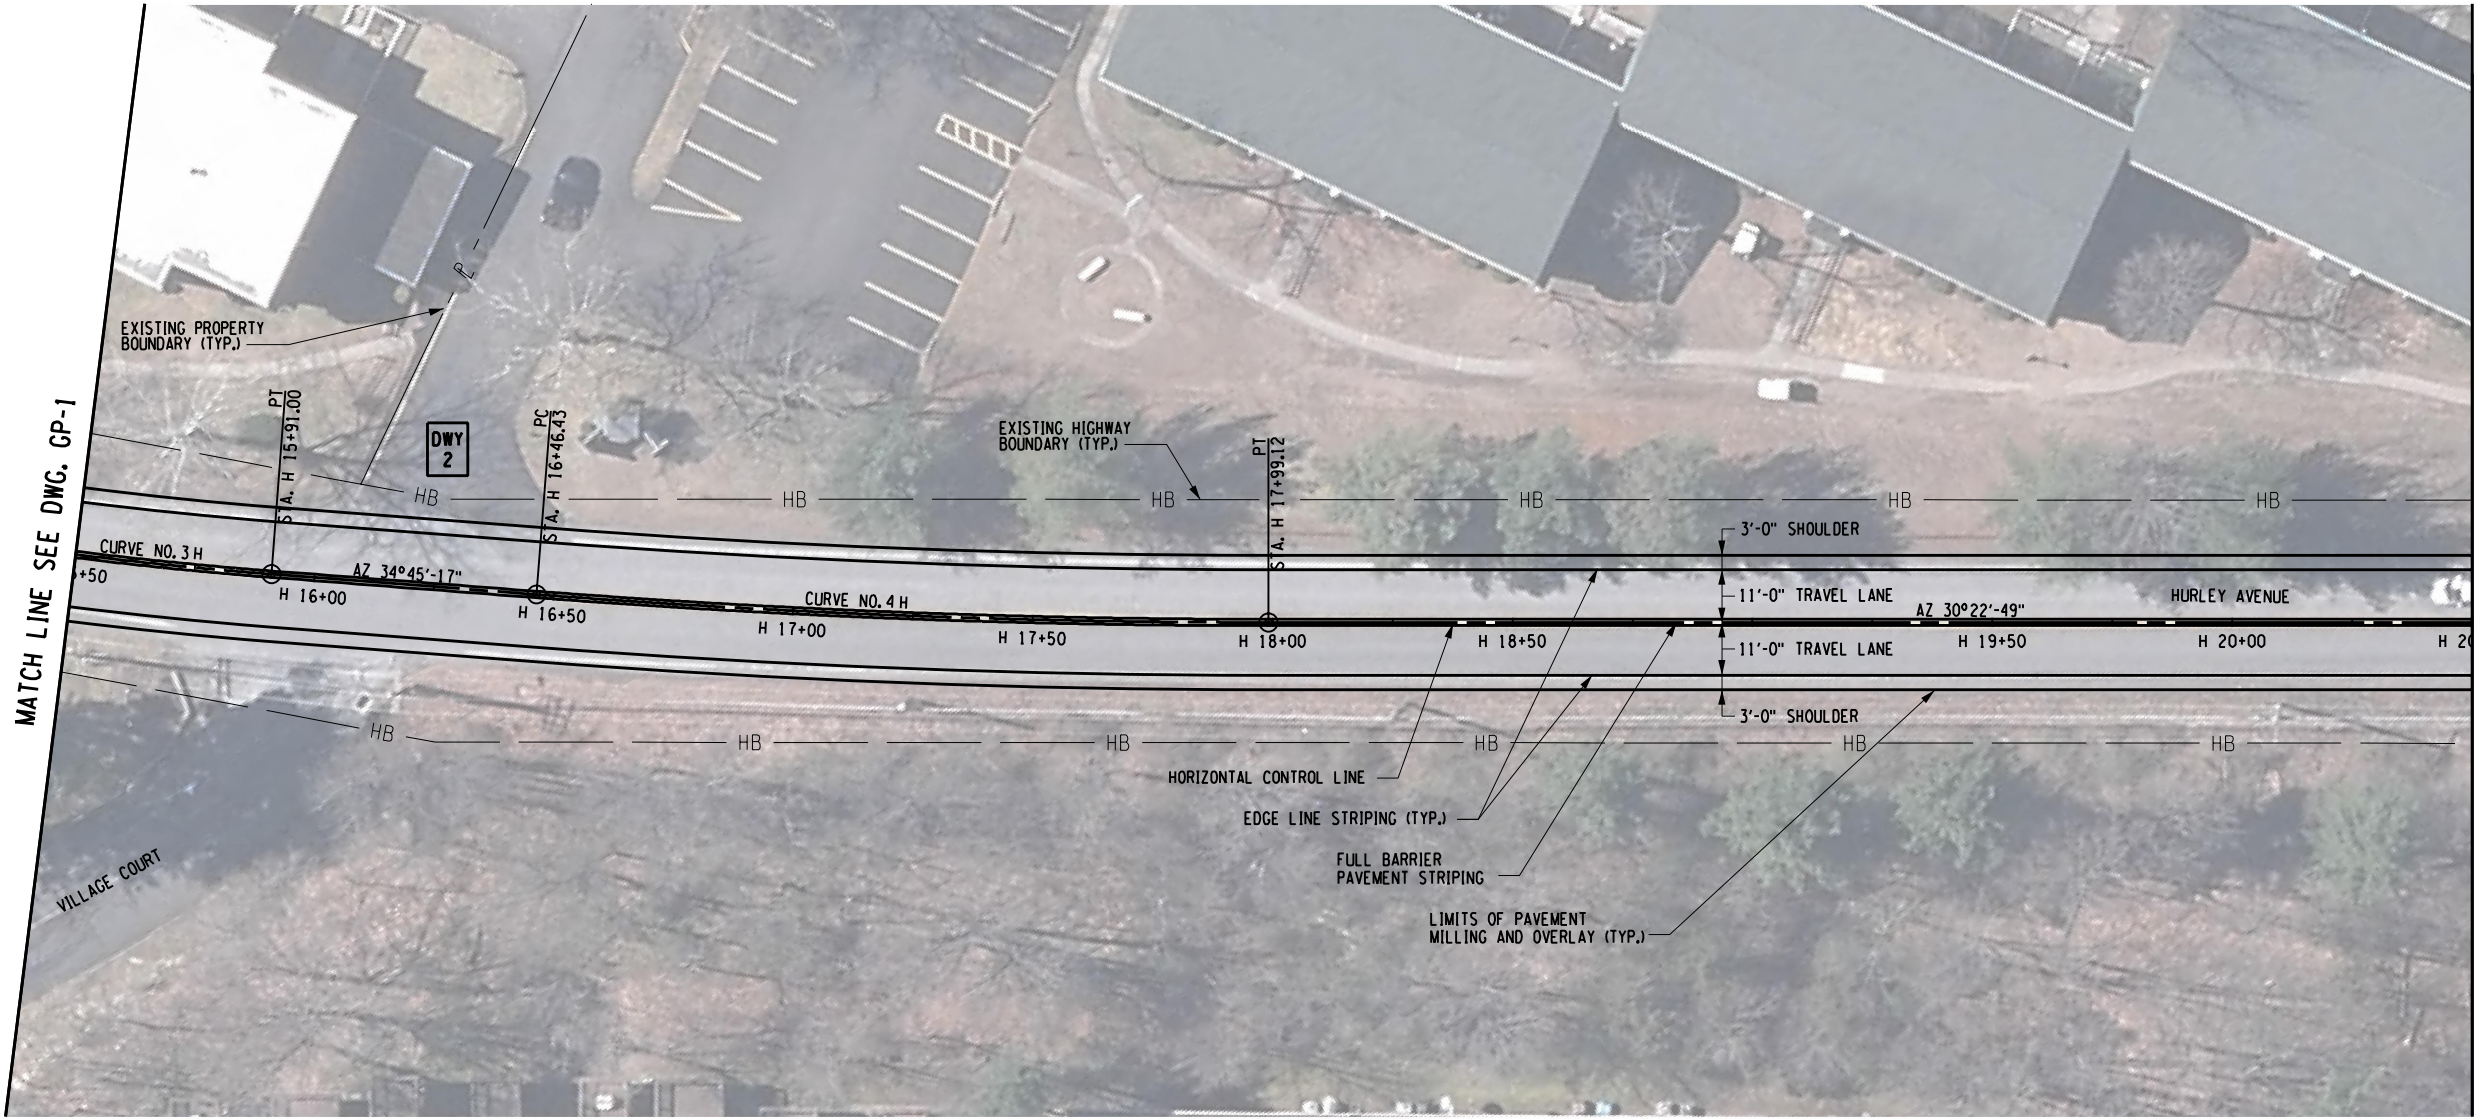 MATCH LINE SEE DWG. GP-1
EXISTING PROPERTY
BOUNDARY (TYP.)
PL
PT
STA. H 15+91.00
DWY
2
PC
STA. H 16+46.43
EXISTING HIGHWAY
BOUNDARY (TYP.)
PT
STA. H 17+99.12
HB
HB
HB
HB
HB
HB
3'-0" SHOULDER
CURVE NO. 3 H
+50
AZ 34°45'-17"
H 16+00
H 16+50
CURVE NO. 4 H
H 17+00
H 17+50
H 18+00
H 18+50
11'-0" TRAVEL LANE
AZ 30°22'-49"
HURLEY AVENUE
H 19+50
H 20+00
H 20
11'-0" TRAVEL LANE
3'-0" SHOULDER
HB
HB
HB
HB
HB
HB
HORIZONTAL CONTROL LINE
EDGE LINE STRIPING (TYP.)
FULL BARRIER
PAVEMENT STRIPING
LIMITS OF PAVEMENT
MILLING AND OVERLAY (TYP.)
VILLAGE COURT